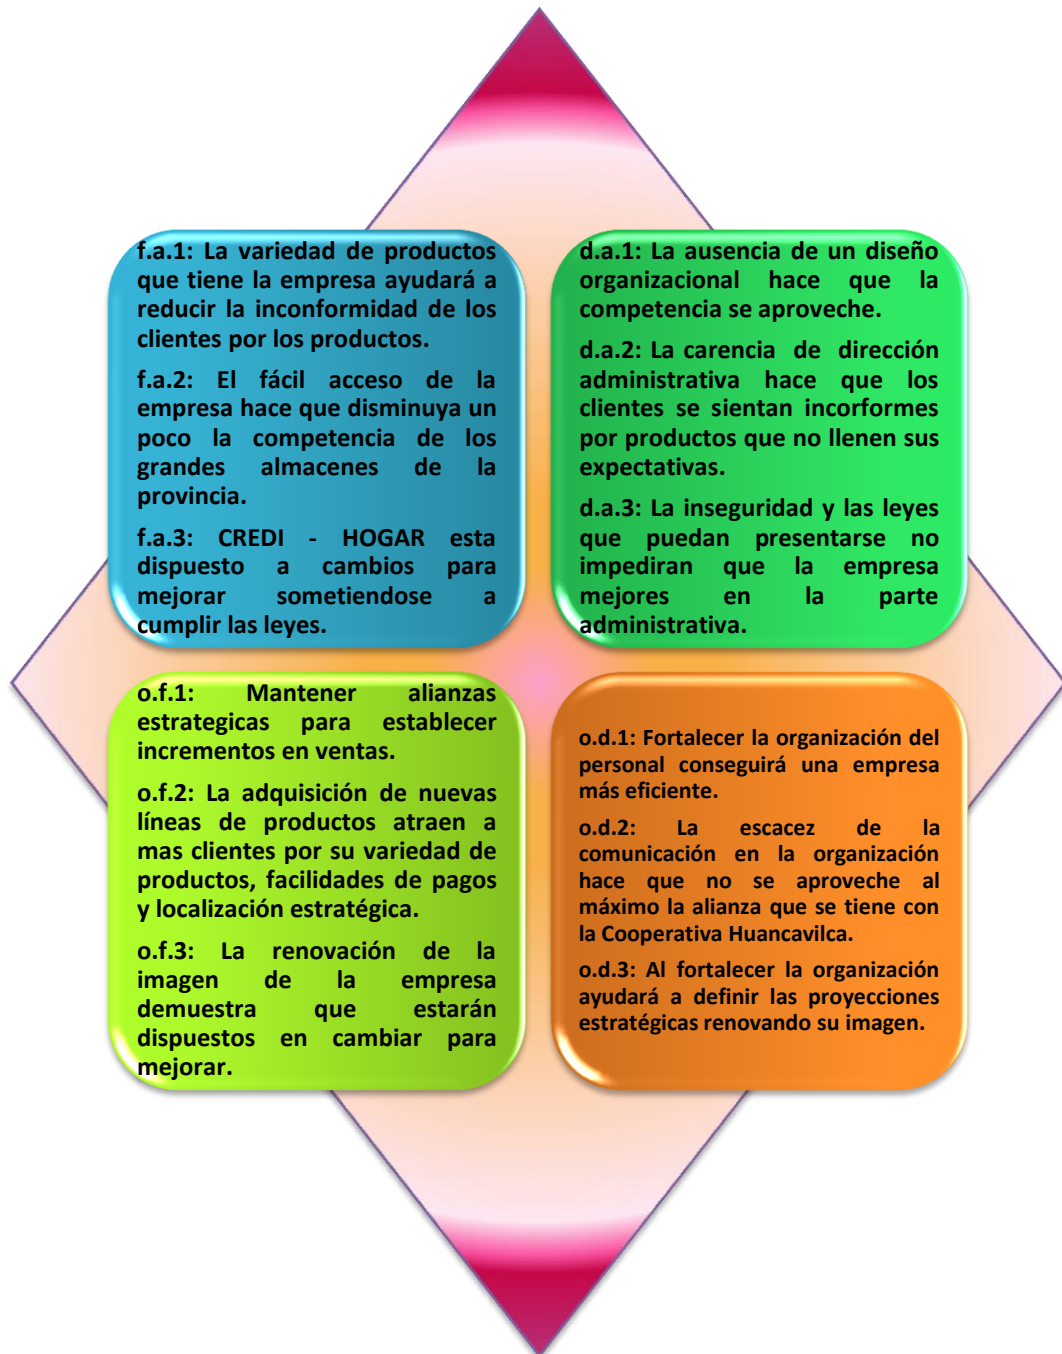 f.a.1: La variedad de productos
que tiene la empresa ayudará a
reducir la inconformidad de los
clientes por los productos.
f.a.2: El fácil acceso de la
empresa hace que disminuya un
poco la competencia de los
grandes almacenes de la
provincia.
f.a.3: CREDI - HOGAR esta
dispuesto a cambios para
mejorar sometiendose a
cumplir las leyes.
d.a.1: La ausencia de un diseño
organizacional hace que la
competencia se aproveche.
d.a.2: La carencia de dirección
administrativa hace que los
clientes se sientan incorformes
por productos que no llenen sus
expectativas.
d.a.3: La inseguridad y las leyes
que puedan presentarse no
impediran que la empresa
mejores en la parte
administrativa.
o.f.1: Mantener alianzas
estrategicas para establecer
incrementos en ventas.
o.f.2: La adquisición de nuevas
líneas de productos atraen a
mas clientes por su variedad de
productos, facilidades de pagos
y localización estratégica.
o.f.3: La renovación de la
imagen de la empresa
demuestra que estarán
dispuestos en cambiar para
mejorar.
o.d.1: Fortalecer la organización del
personal conseguirá una empresa
más eficiente.
o.d.2: La escacez de la
comunicación en la organización
hace que no se aproveche al
máximo la alianza que se tiene con
la Cooperativa Huancavilca.
o.d.3: Al fortalecer la organización
ayudará a definir las proyecciones
estratégicas renovando su imagen.